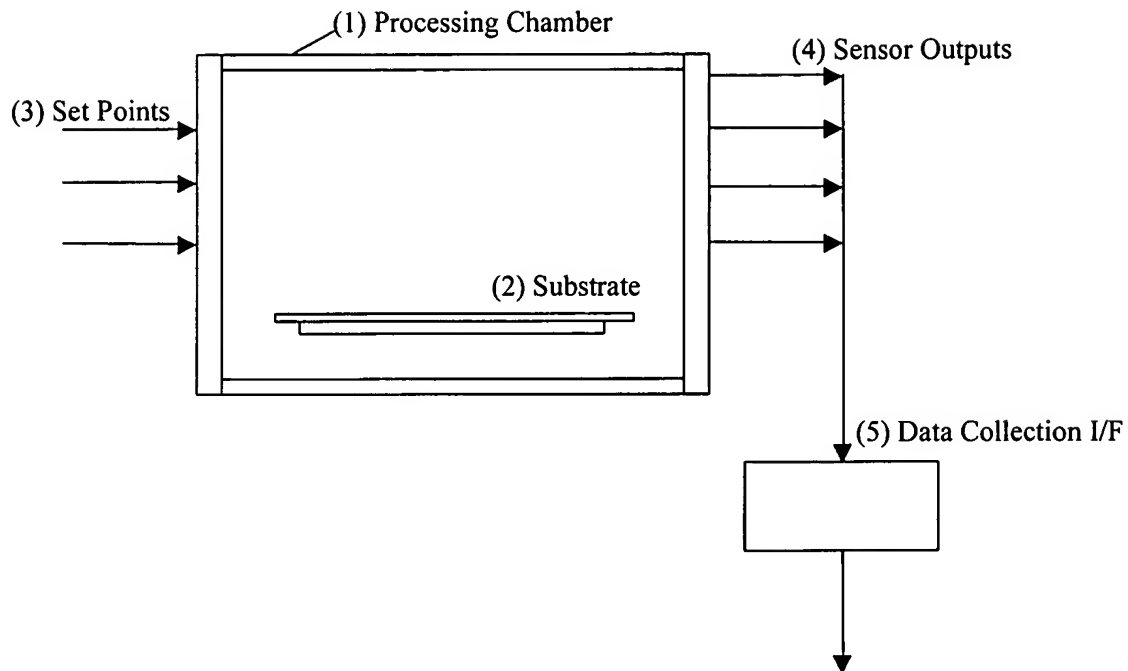 (1) Processing Chamber
(4) Sensor Outputs
(3) Set Points
(2) Substrate
(5) Data Collection I/F